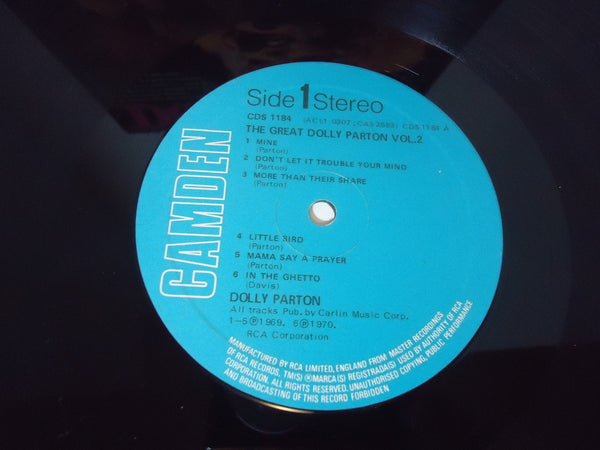 Side 1 Stereo
CDS 1184 (ACL1 0307 ; CAS 2583) CDS 1184 A
THE GREAT DOLLY PARTON VOL.2
1 MINE
(Parton)
2 DON'T LET IT TROUBLE YOUR MIND
(Parton)
3 MORE THAN THEIR SHARE
(Parton)
CAMDEN
4 LITTLE BIRD
(Parton)
5 MAMA SAY A PRAYER
(Parton)
6 IN THE GHETTO
(Davis)
DOLLY PARTON
All tracks Pub. by Carlin Music Corp.
1–5 ℗ 1969. 6 ℗ 1970.
RCA Corporation
MANUFACTURED BY RCA LIMITED, ENGLAND FROM MASTER RECORDINGS
OF RCA RECORDS. TM(S) ® MARCA(S) REGISTRADA(S) USED BY AUTHORITY OF RCA
CORPORATION. ALL RIGHTS RESERVED. UNAUTHORISED COPYING, PUBLIC PERFORMANCE
AND BROADCASTING OF THIS RECORD FORBIDDEN